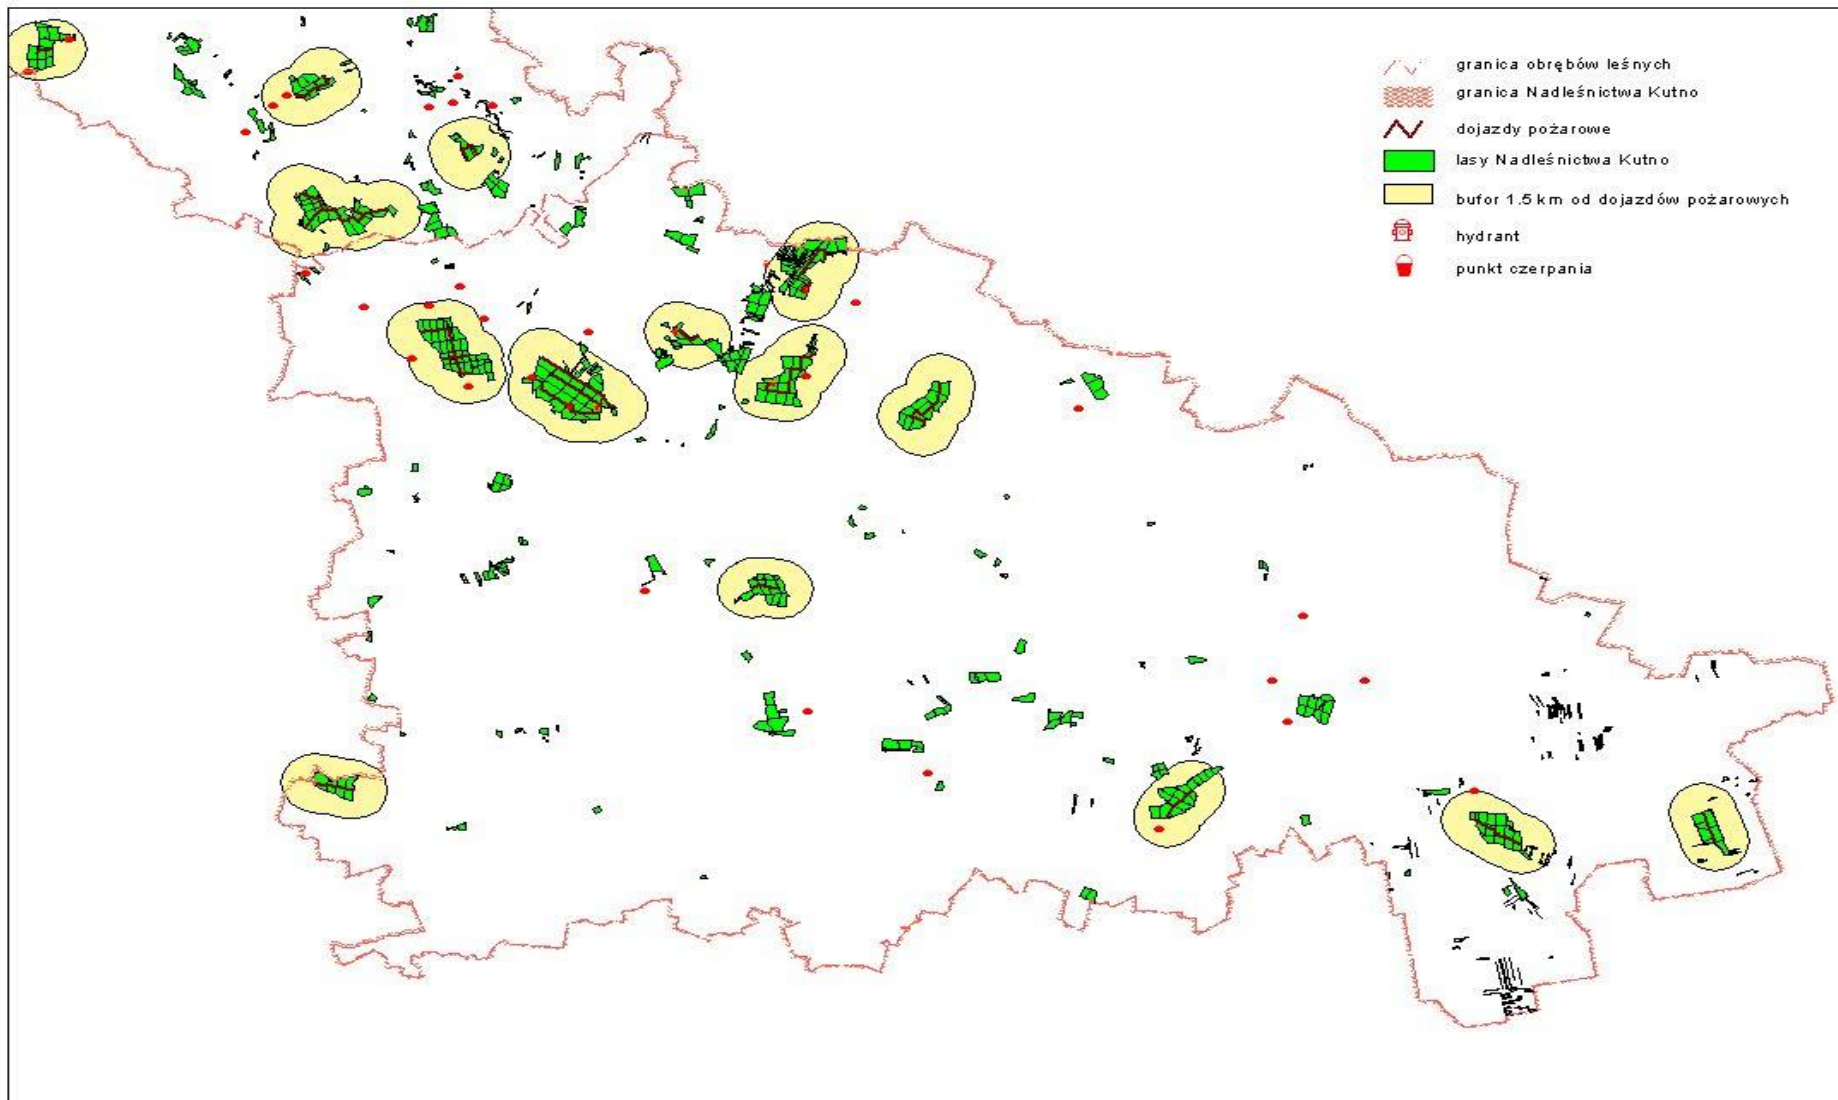 granica obrębów leśnych
granica Nadleśnictwa Kutno
dojazdy pożarowe
lasy Nadleśnictwa Kutno
bufor 1.5 km od dojazdów pożarowych
hydrant
punkt czerpania